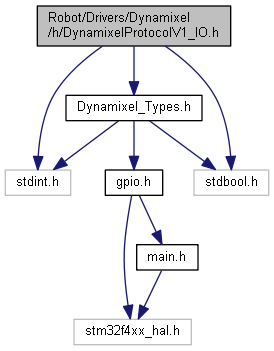 Robot/Drivers/Dynamixel
/h/DynamixelProtocolV1_IO.h
Dynamixel_Types.h
stdint.h
gpio.h
stdbool.h
main.h
stm32f4xx_hal.h